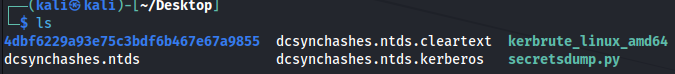 ┌──(kali㉿kali)-[~/Desktop]
└─$ ls
4dbf6229a93e75c3bdf6b467e67a9855 dcsynchashes.ntds.cleartext kerbrute_linux_amd64
dcsynchashes.ntds dcsynchashes.ntds.kerberos secretsdump.py